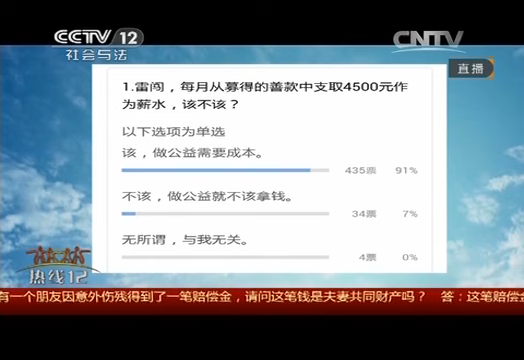 CCTV 12
社会与法
CNTV
直播
1.雷闯，每月从募得的善款中支取4500元作
为薪水，该不该？
以下选项为单选
该，做公益需要成本。
435票 91%
不该，做公益就不该拿钱。
34票 7%
无所谓，与我无关。
4票 0%
热线12
有一个朋友因意外伤残得到了一笔赔偿金，请问这笔钱是夫妻共同财产吗？ 答：这笔赔偿金